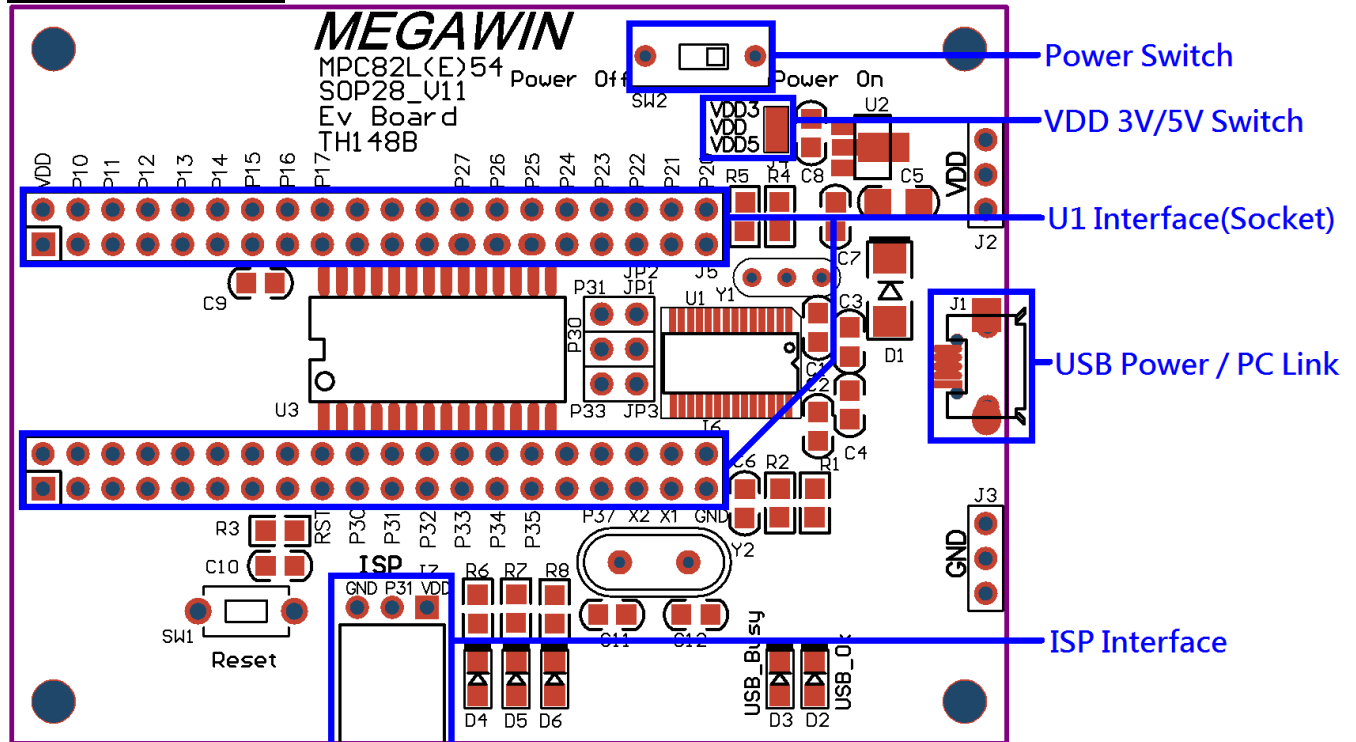 MEGAWIN
MPC82L(E)54
SOP28_V11
Ev Board
TH148B
Power Off
Power On
SW2
Power Switch
VDD3
VDD
VDD5
VDD 3V/5V Switch
U2
C8
C5
VDD
J2
VDD P10 P11 P12 P13 P14 P15 P16 P17 P27 P26 P25 P24 P23 P22 P21
R5 R4
U1 Interface(Socket)
C7
JP2
J5
C9
P31 JP1
P30
U1
Y1
C3
D1
J1
USB Power / PC Link
C1
C2
U3
P33 JP3
C4
C6 R2 R1
J3
GND
R3
C10
RST P30 P31 P32 P33 P34 P35 P37 X2 X1 GND
Y2
ISP
GND P31 VDD
R6 R7 R8
SW1
Reset
C11 C12
ISP Interface
USB_Busy
USB_Ok
D4 D5 D6
D3 D2